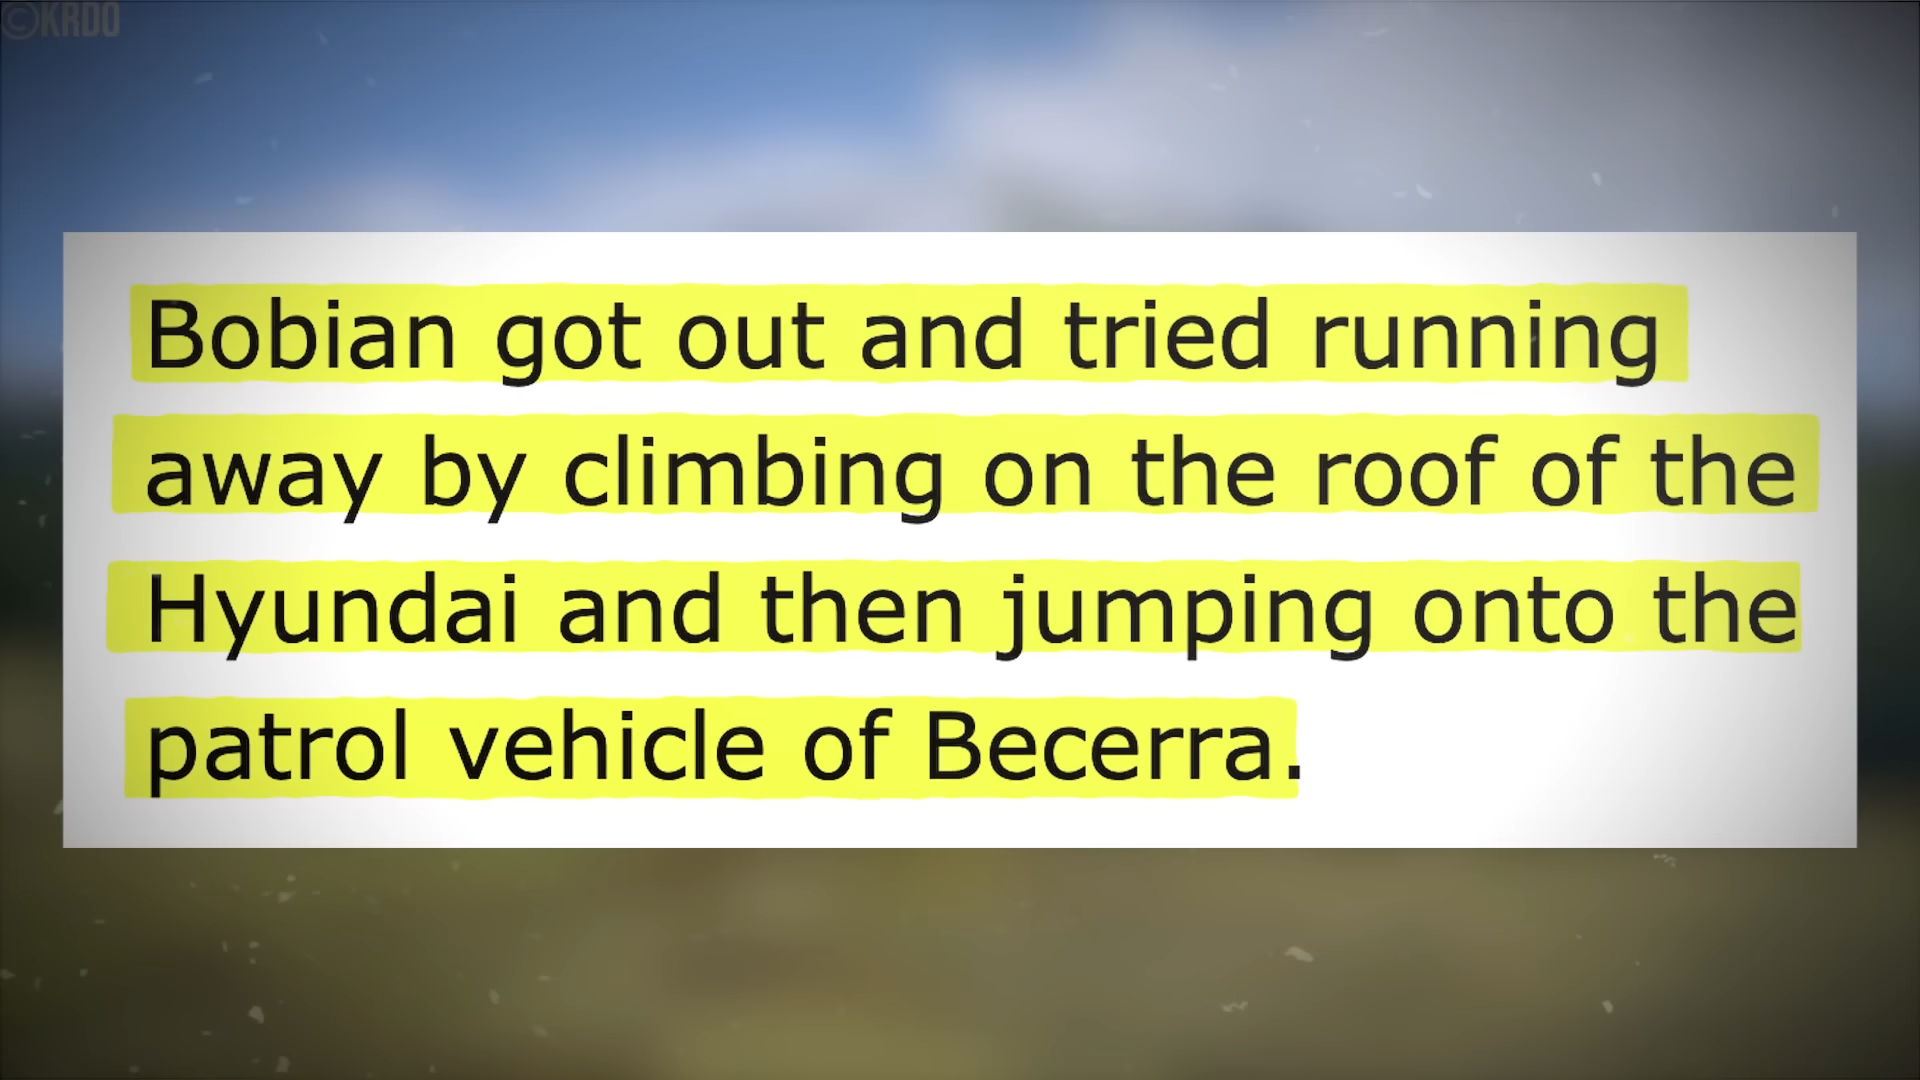 ©KRDO
Bobian got out and tried running
away by climbing on the roof of the
Hyundai and then jumping onto the
patrol vehicle of Becerra.